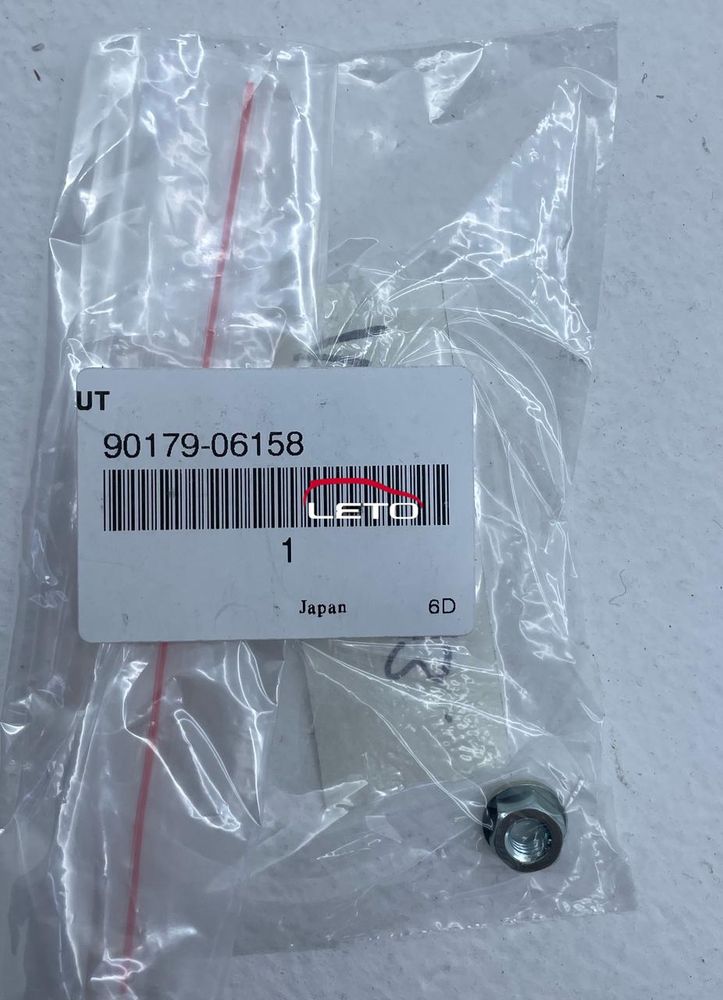 UT
90179-06158
LETO
1
Japan 6D